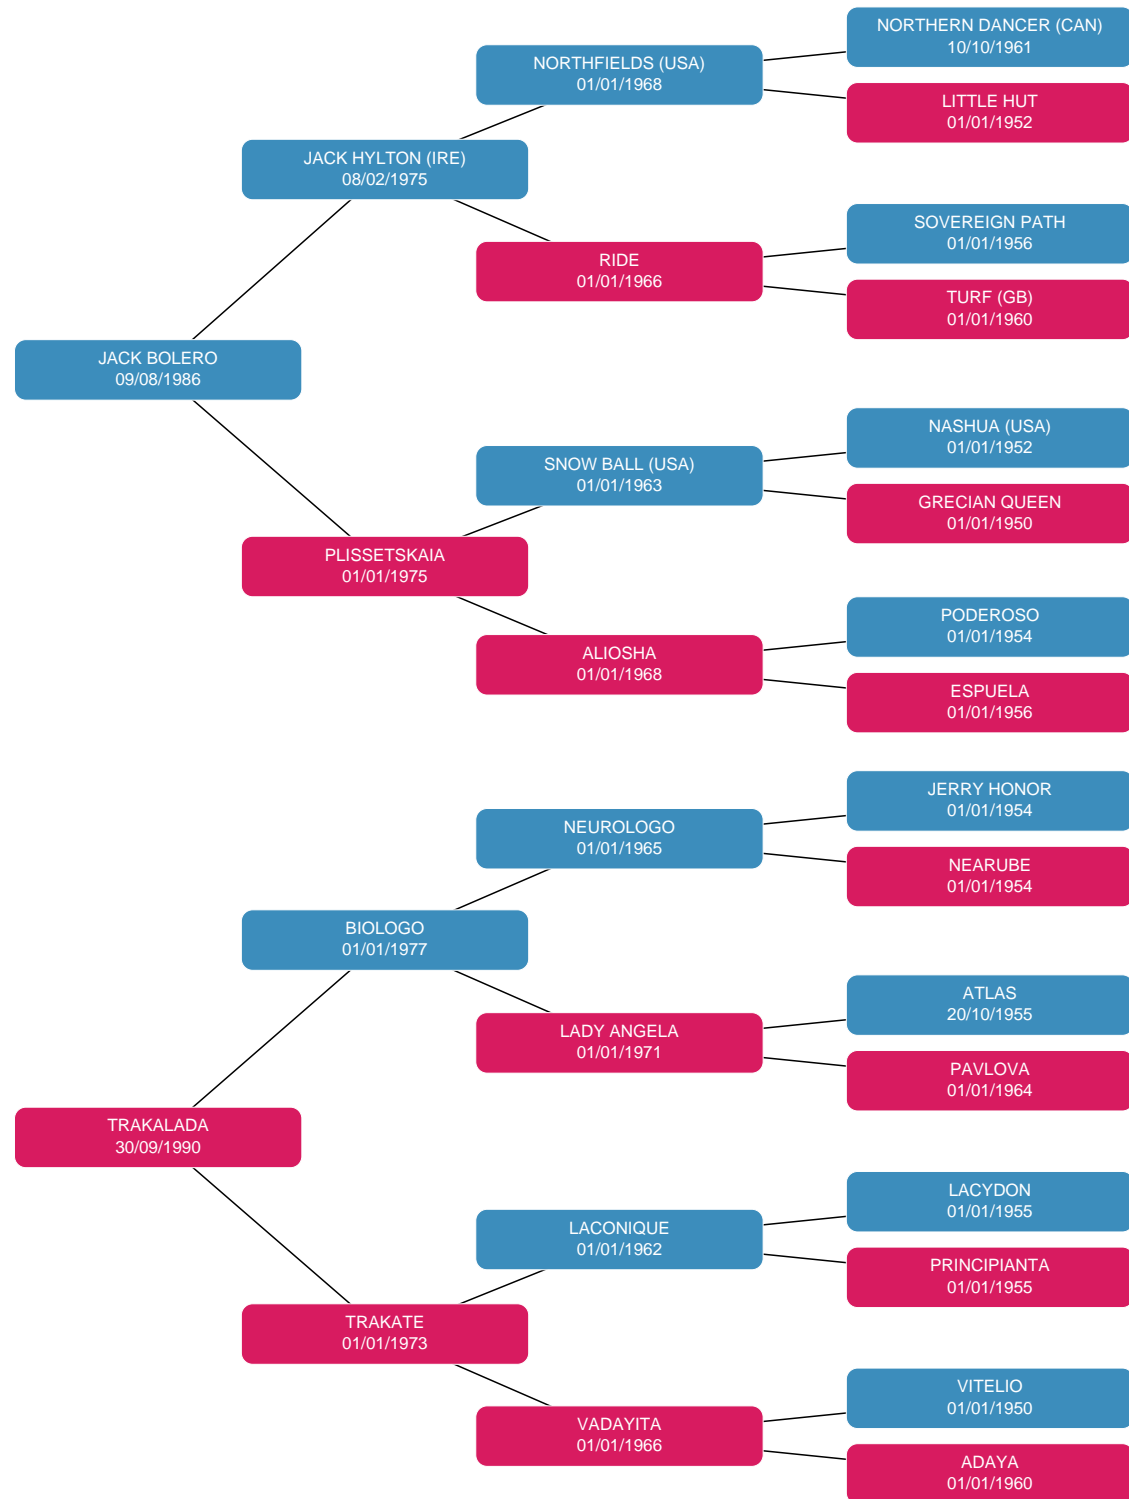 NORTHERN DANCER (CAN)
10/10/1961
NORTHFIELDS (USA)
01/01/1968
LITTLE HUT
01/01/1952
JACK HYLTON (IRE)
08/02/1975
SOVEREIGN PATH
01/01/1956
RIDE
01/01/1966
TURF (GB)
01/01/1960
JACK BOLERO
09/08/1986
NASHUA (USA)
01/01/1952
SNOW BALL (USA)
01/01/1963
GRECIAN QUEEN
01/01/1950
PLISSETSKAIA
01/01/1975
PODEROSO
01/01/1954
ALIOSHA
01/01/1968
ESPUELA
01/01/1956
JERRY HONOR
01/01/1954
NEUROLOGO
01/01/1965
NEARUBE
01/01/1954
BIOLOGO
01/01/1977
ATLAS
20/10/1955
LADY ANGELA
01/01/1971
PAVLOVA
01/01/1964
TRAKALADA
30/09/1990
LACYDON
01/01/1955
LACONIQUE
01/01/1962
PRINCIPIANTA
01/01/1955
TRAKATE
01/01/1973
VITELIO
01/01/1950
VADAYITA
01/01/1966
ADAYA
01/01/1960